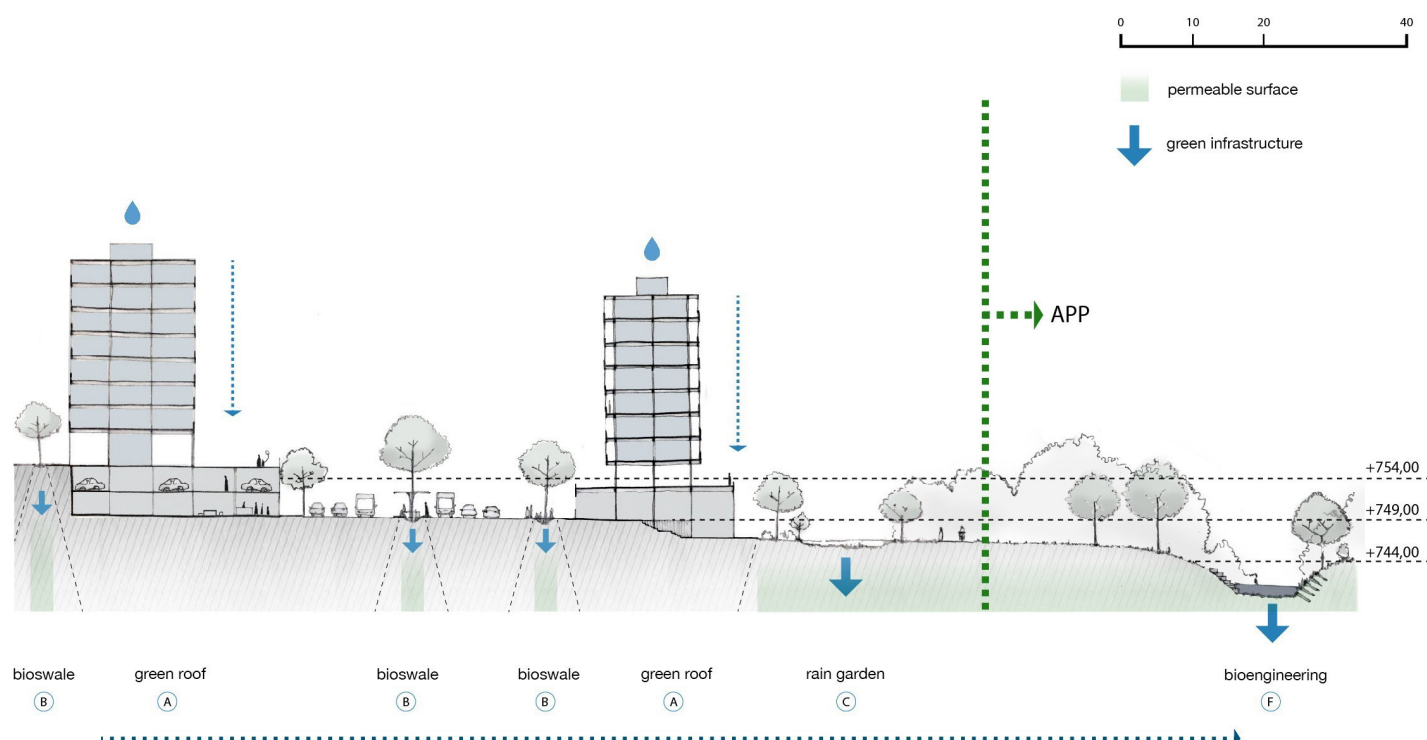 0 10 20 40
permeable surface
green infrastructure
APP
+754,00
+749,00
+744,00
bioswale green roof bioswale bioswale green roof rain garden bioengineering
B A B B A C F